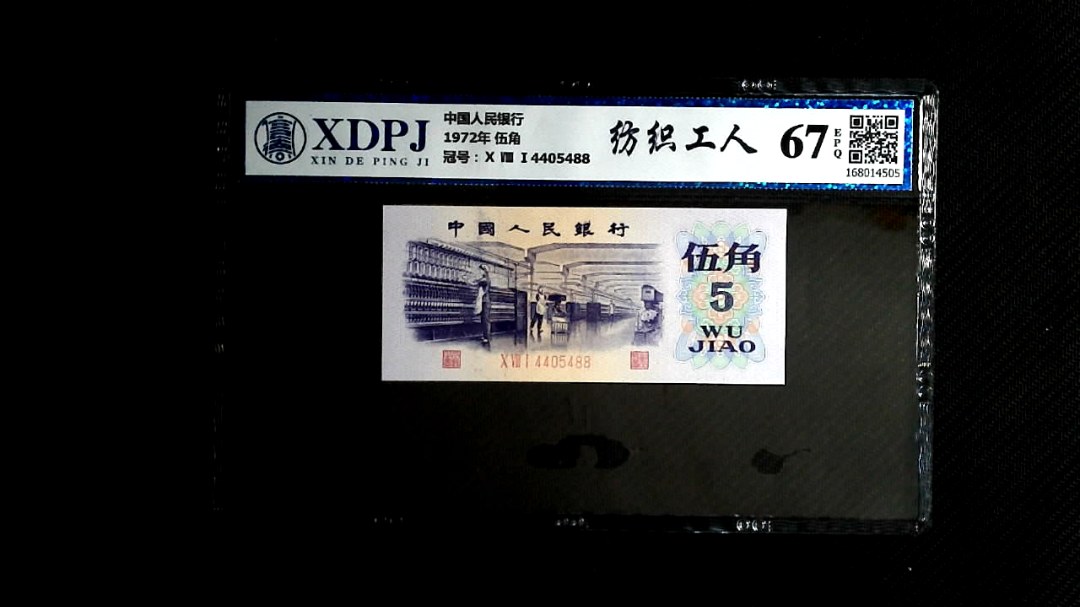 XDPJ
XIN DE PING JI
中国人民银行
1972年 伍角
冠号：X Ⅷ Ⅰ 4405488
纺织工人
67
EPQ
168014505
中國人民銀行
伍角
5
WU
JIAO
X Ⅷ Ⅰ 4405488